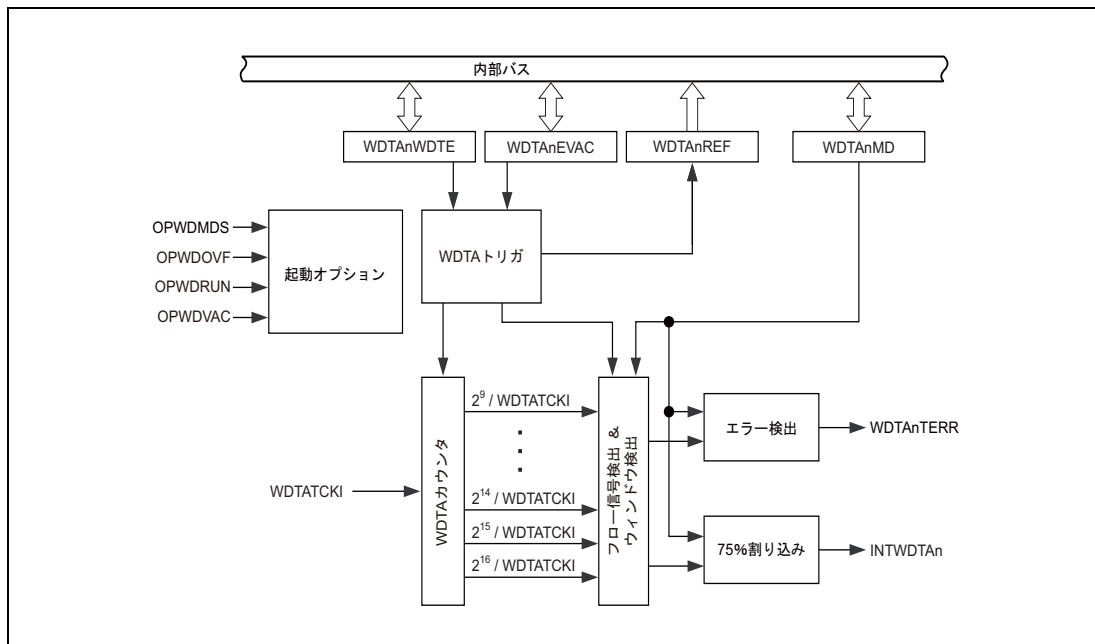 内部バス
WDTAnWDTE
WDTAnEVAC
WDTAnREF
WDTAnMD
OPWDMDS
OPWDOVF
OPWDRUN
OPWDVAC
起動オプション
WDTAトリガ
WDTATCKI
WDTAカウンタ
2⁹ / WDTATCKI
2¹⁴ / WDTATCKI
2¹⁵ / WDTATCKI
2¹⁶ / WDTATCKI
フロー信号検出 &
ウィンドウ検出
エラー検出
WDTAnTERR
75%割り込み
INTWDTAn